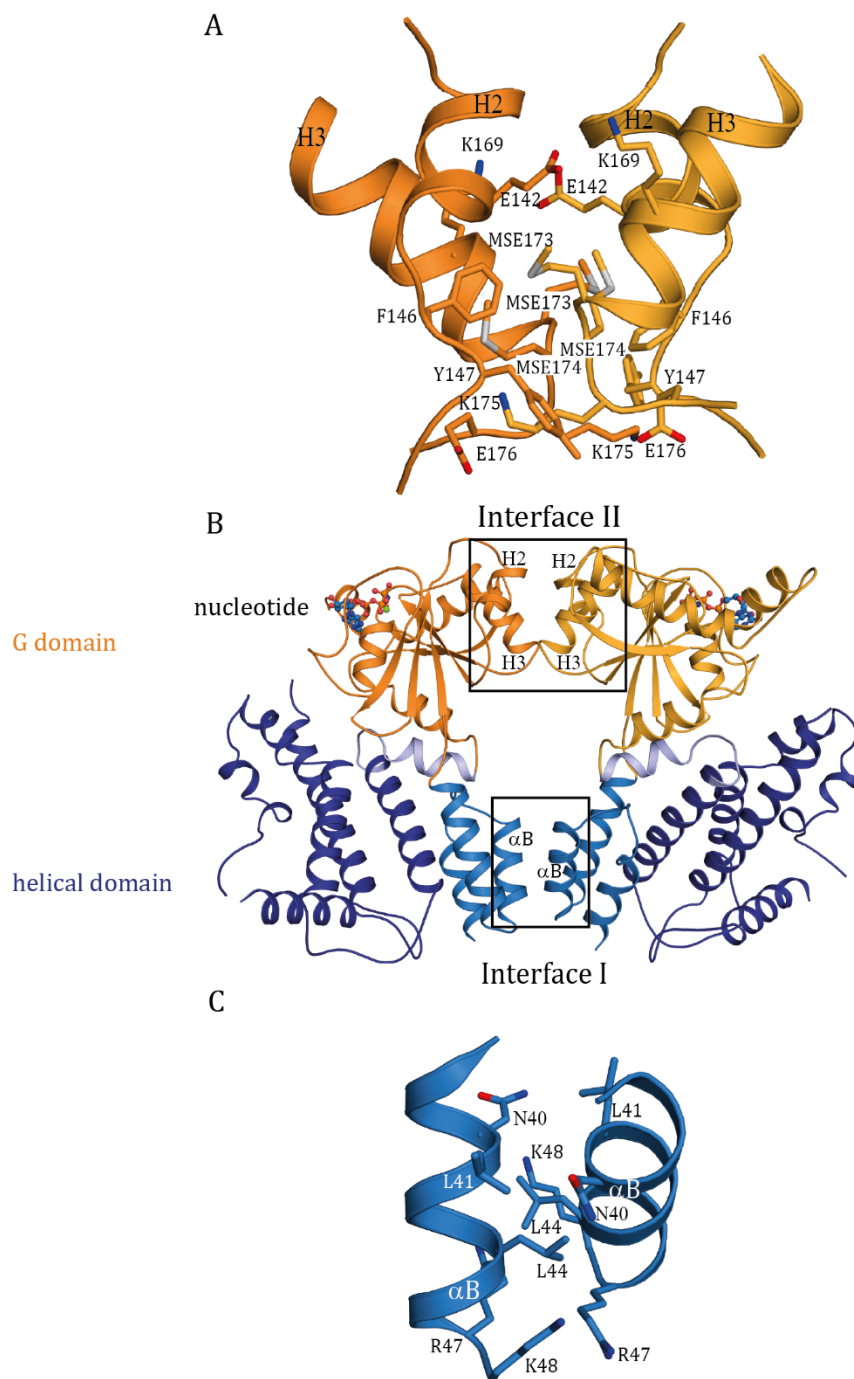 A
H2
H3
H2
H3
K169
K169
E142
E142
MSE173
MSE173
F146
F146
MSE174
MSE174
Y147
Y147
K175
K175
E176
E176
B
Interface II
H2
H2
nucleotide
G domain
H3
H3
αB
αB
helical domain
Interface I
C
L41
N40
K48
L41
αB
N40
L44
L44
αB
R47
K48
R47